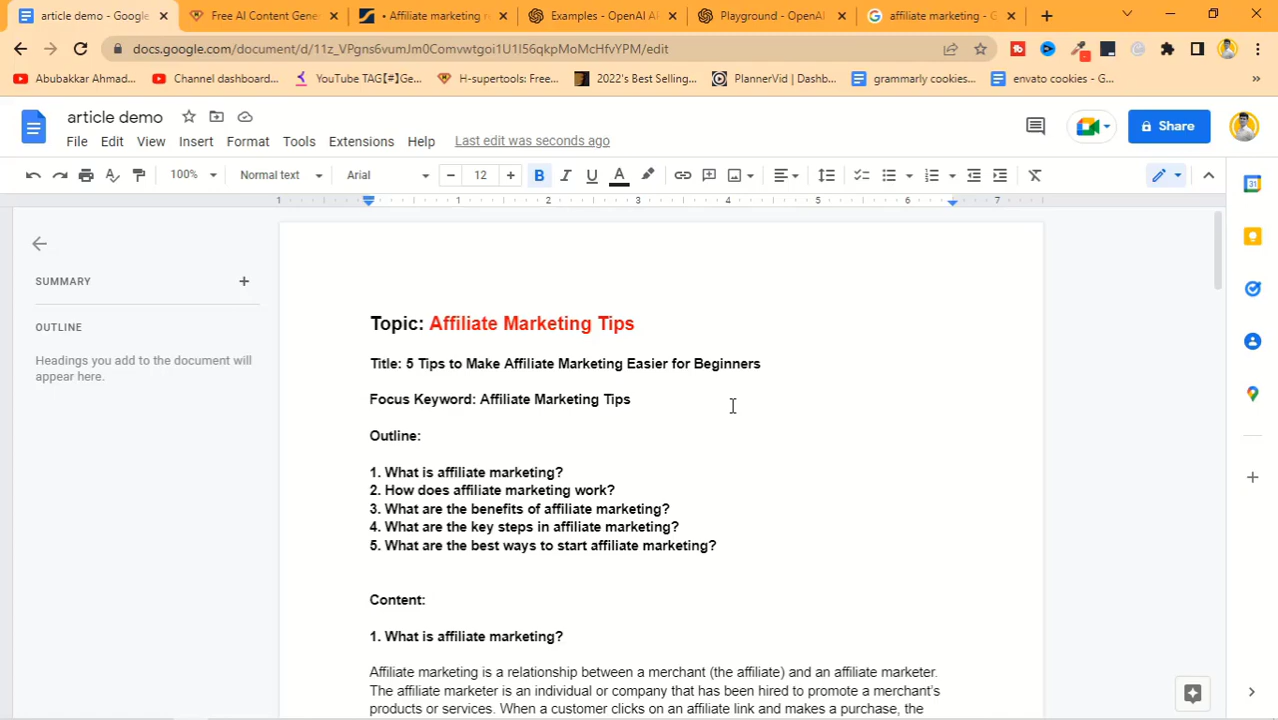 article demo - Google
Free AI Content Gene
• Affiliate marketing r
Examples - OpenAI A
Playground - OpenAI
affiliate marketing - G
docs.google.com/document/d/11z_VPgns6vumJm0Comvwtgoi1U1I56qkpMoMcHfvYPM/edit
Abubakkar Ahmad...
Channel dashboard...
YouTube TAG[#]Ge...
H-supertools: Free...
2022's Best Selling...
PlannerVid | Dashb...
grammarly cookies...
envato cookies - G...
article demo
File Edit View Insert Format Tools Extensions Help Last edit was seconds ago
Share
100% Normal text Arial 12
1 1 2 3 4 5 6 7
SUMMARY
OUTLINE
Headings you add to the document will
appear here.
Topic: Affiliate Marketing Tips
Title: 5 Tips to Make Affiliate Marketing Easier for Beginners
Focus Keyword: Affiliate Marketing Tips
Outline:
1. What is affiliate marketing?
2. How does affiliate marketing work?
3. What are the benefits of affiliate marketing?
4. What are the key steps in affiliate marketing?
5. What are the best ways to start affiliate marketing?
Content:
1. What is affiliate marketing?
Affiliate marketing is a relationship between a merchant (the affiliate) and an affiliate marketer.
The affiliate marketer is an individual or company that has been hired to promote a merchant's
products or services. When a customer clicks on an affiliate link and makes a purchase, the